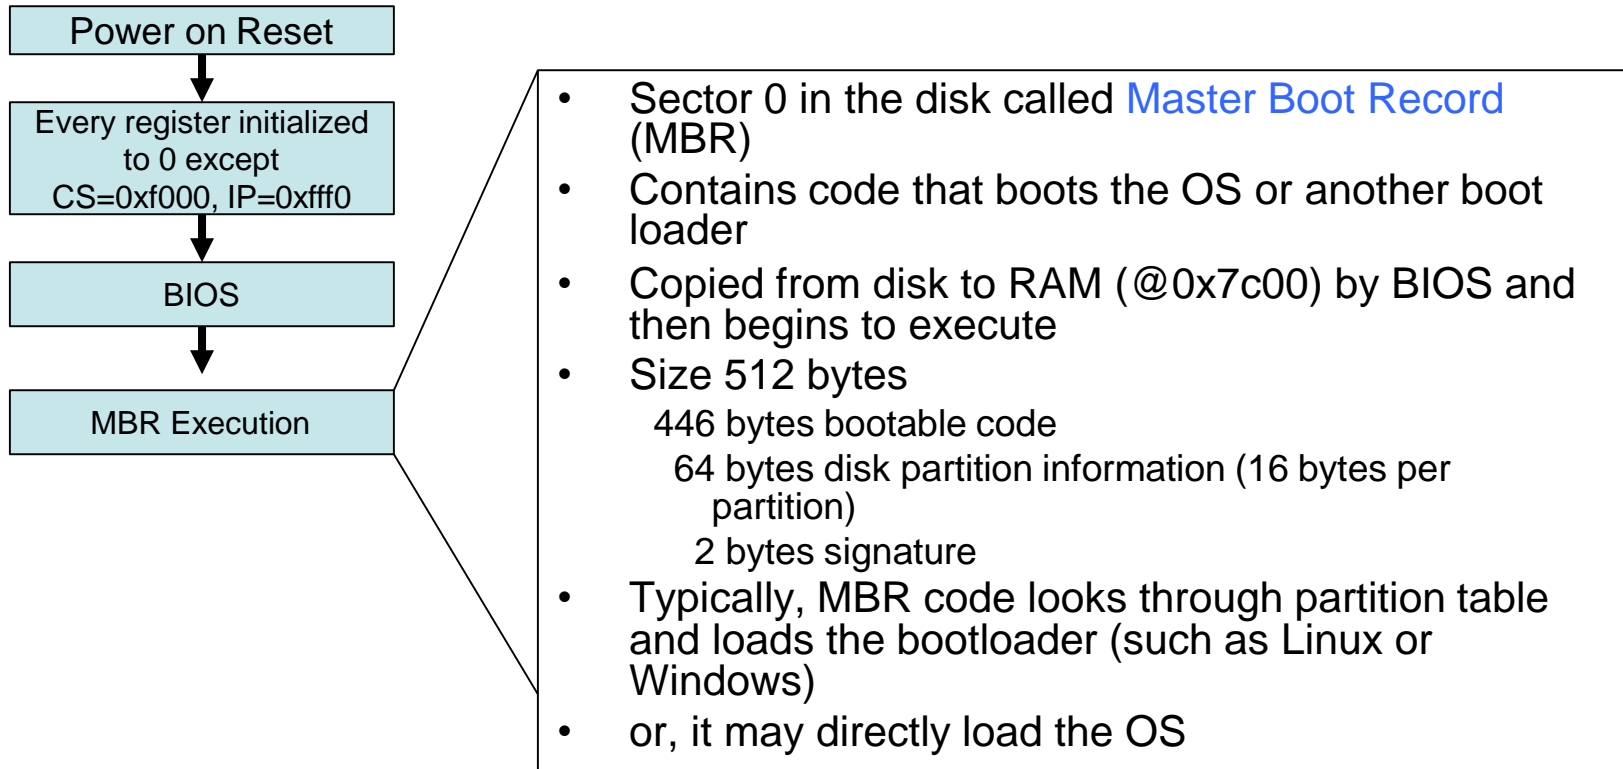 Power on Reset
Every register initialized
to 0 except
CS=0xf000, IP=0xfff0
BIOS
MBR Execution
• Sector 0 in the disk called Master Boot Record
(MBR)
• Contains code that boots the OS or another boot
loader
• Copied from disk to RAM (@0x7c00) by BIOS and
then begins to execute
• Size 512 bytes
446 bytes bootable code
64 bytes disk partition information (16 bytes per
partition)
2 bytes signature
• Typically, MBR code looks through partition table
and loads the bootloader (such as Linux or
Windows)
• or, it may directly load the OS